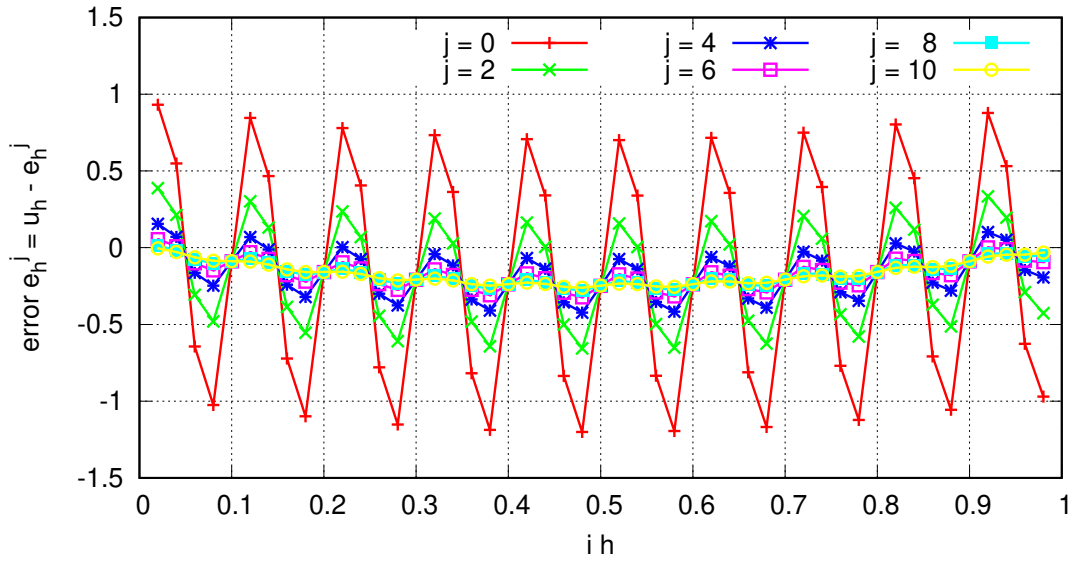 error e_h^j = u_h - e_h^j
1.5
1
0.5
0
-0.5
-1
-1.5
j = 0
j = 2
j = 4
j = 6
j = 8
j = 10
0 0.1 0.2 0.3 0.4 0.5 0.6 0.7 0.8 0.9 1
i h